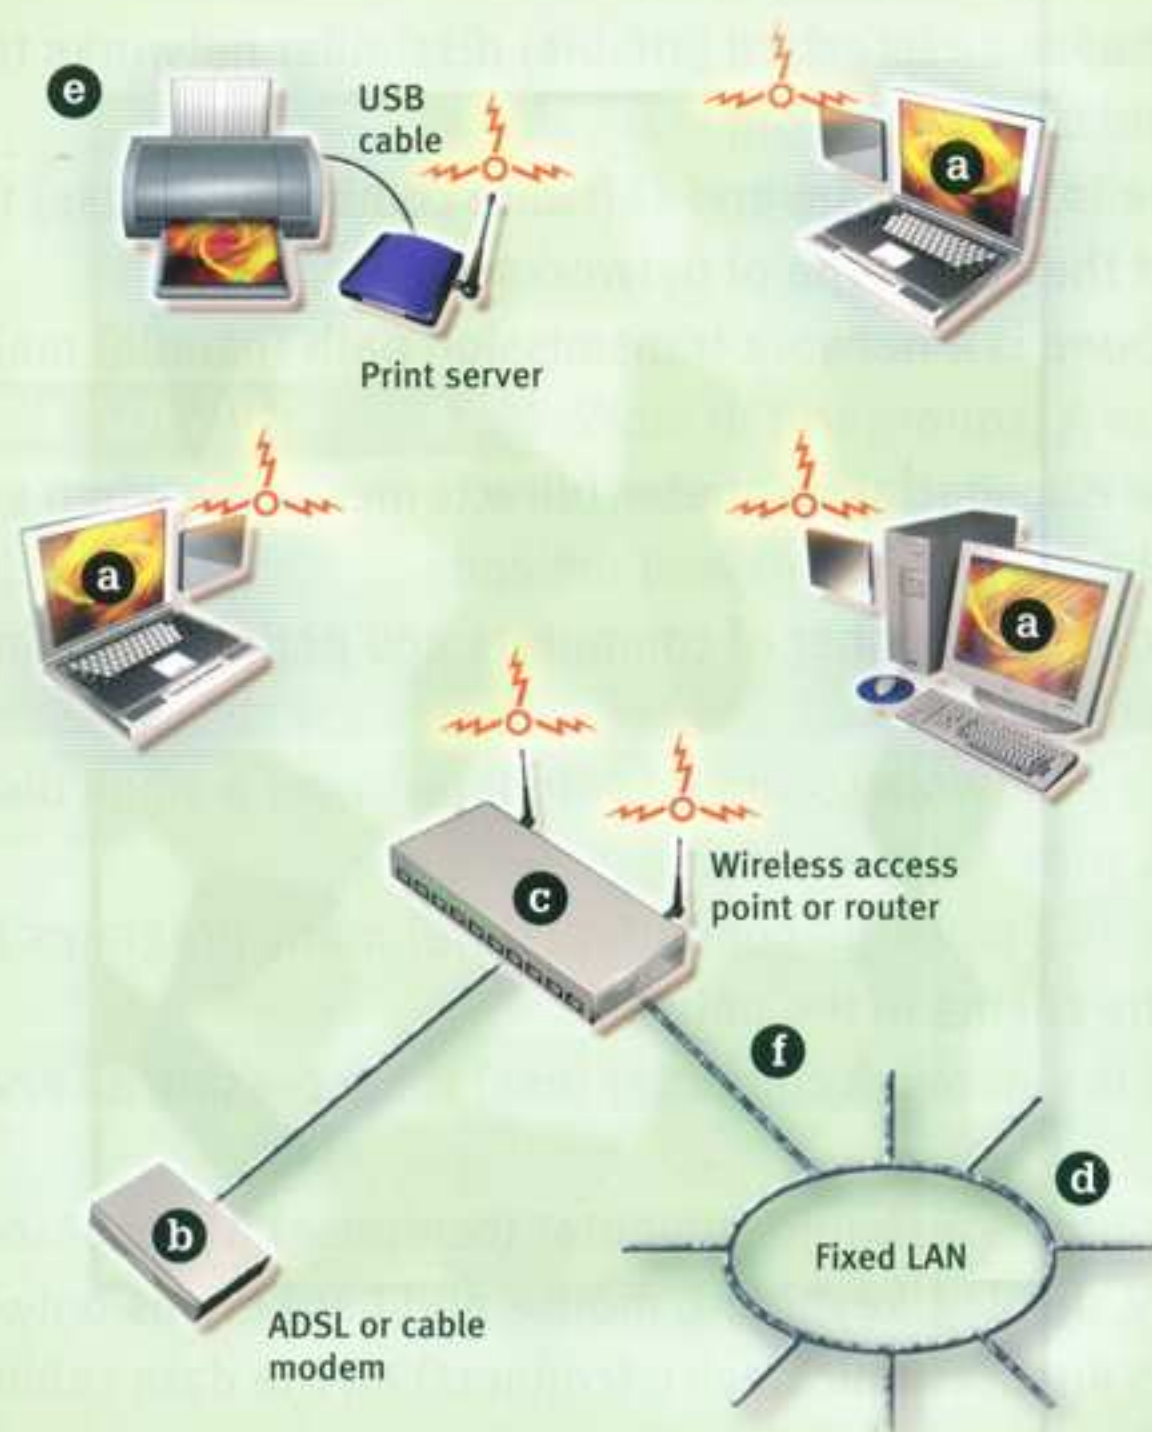 e
USB
cable
a
Print server
a
a
c
Wireless access
point or router
f
d
b
Fixed LAN
ADSL or cable
modem